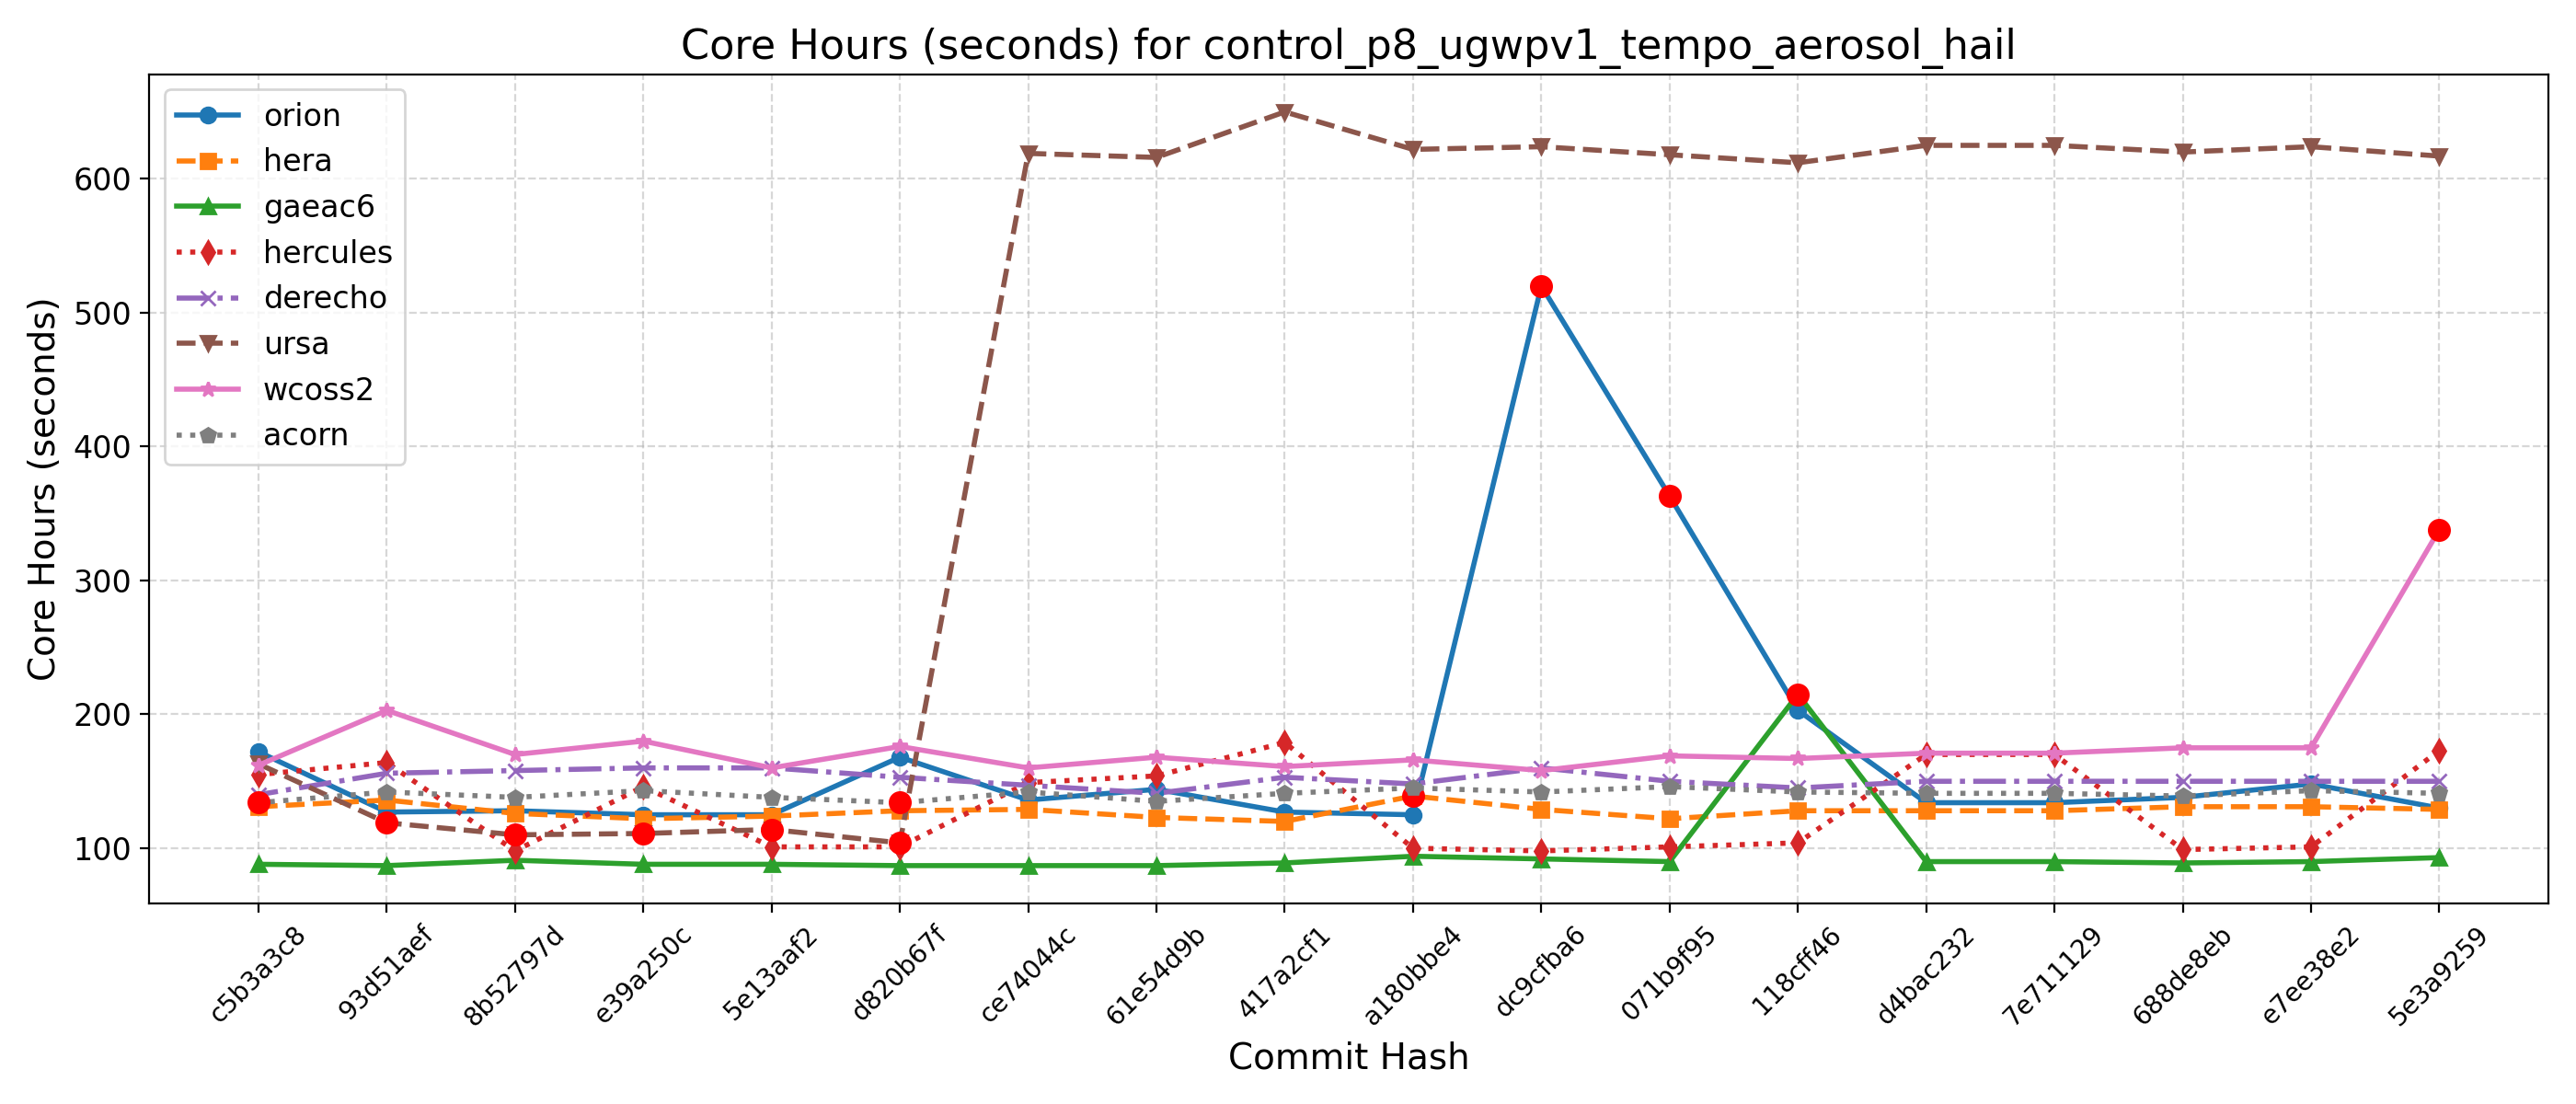 Core Hours (seconds) for control_p8_ugwpv1_tempo_aerosol_hail
orion
hera
gaeac6
hercules
derecho
ursa
wcoss2
acorn
Core Hours (seconds)
600
500
400
300
200
100
c5b3a3c8
93d51aef
8b52797d
e39a250c
5e13aaf2
d820b67f
ce74044c
61e54d9b
417a2cf1
a180bbe4
dc9cfba6
071b9f95
118cff46
d4bac232
7e711129
688de8eb
e7ee38e2
5e3a9259
Commit Hash